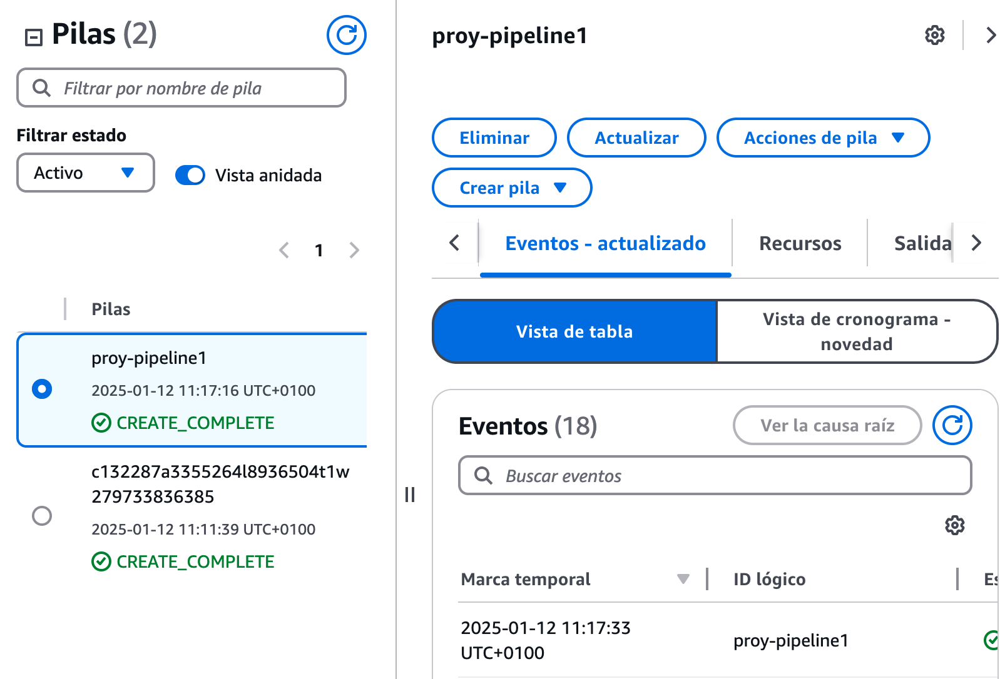 Pilas (2)
Filtrar por nombre de pila
Filtrar estado
Activo
Vista anidada
1
Pilas
proy-pipeline1
2025-01-12 11:17:16 UTC+0100
CREATE_COMPLETE
c132287a3355264l8936504t1w
279733836385
2025-01-12 11:11:39 UTC+0100
CREATE_COMPLETE
proy-pipeline1
Eliminar
Actualizar
Acciones de pila
Crear pila
Eventos - actualizado
Recursos
Salida
Vista de tabla
Vista de cronograma -
novedad
Eventos (18)
Ver la causa raíz
Buscar eventos
Marca temporal
ID lógico
Es
2025-01-12 11:17:33
UTC+0100
proy-pipeline1